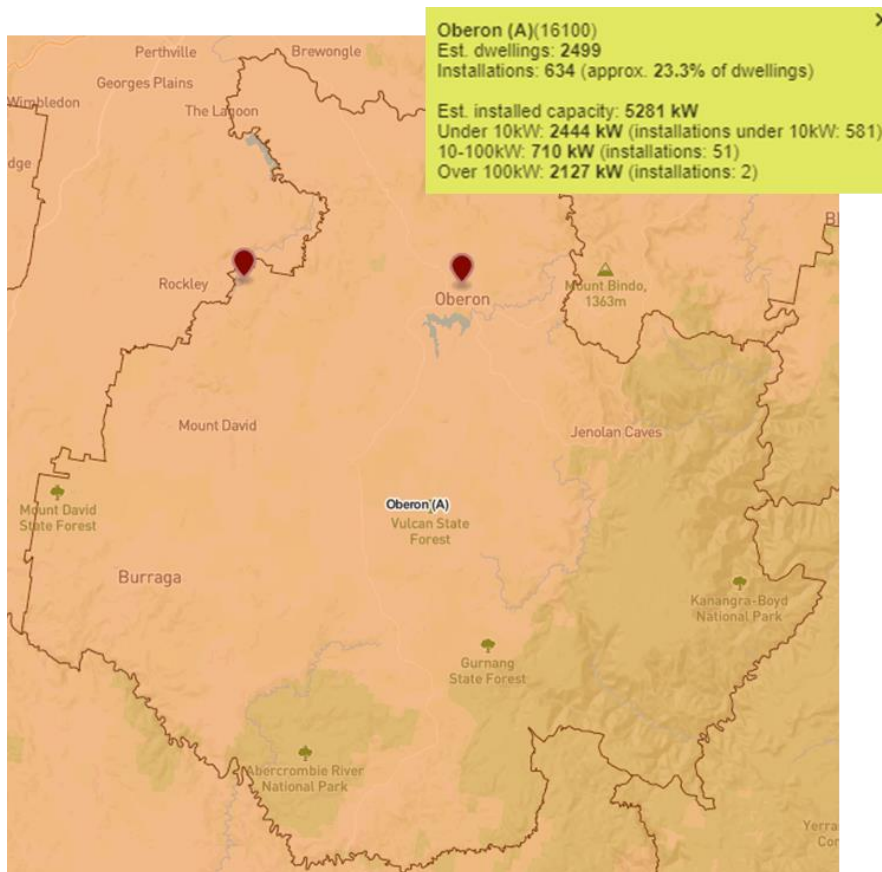 Oberon (A)(16100)
Est. dwellings: 2499
Installations: 634 (approx. 23.3% of dwellings)
Est. installed capacity: 5281 kW
Under 10kW: 2444 kW (installations under 10kW: 581)
10-100kW: 710 kW (installations: 51)
Over 100kW: 2127 kW (installations: 2)
Perthville
Brewongle
Georges Plains
Wimbledon
The Lagoon
dge
Bl
Rockley
Oberon
Mount Bindo,
1363m
Mount David
Jenolan Caves
Mount David
State Forest
Oberon (A)
Vulcan State
Forest
Burraga
Kanangra-Boyd
National Park
Gurnang
State Forest
Abercrombie River
National Park
Yerra
Con